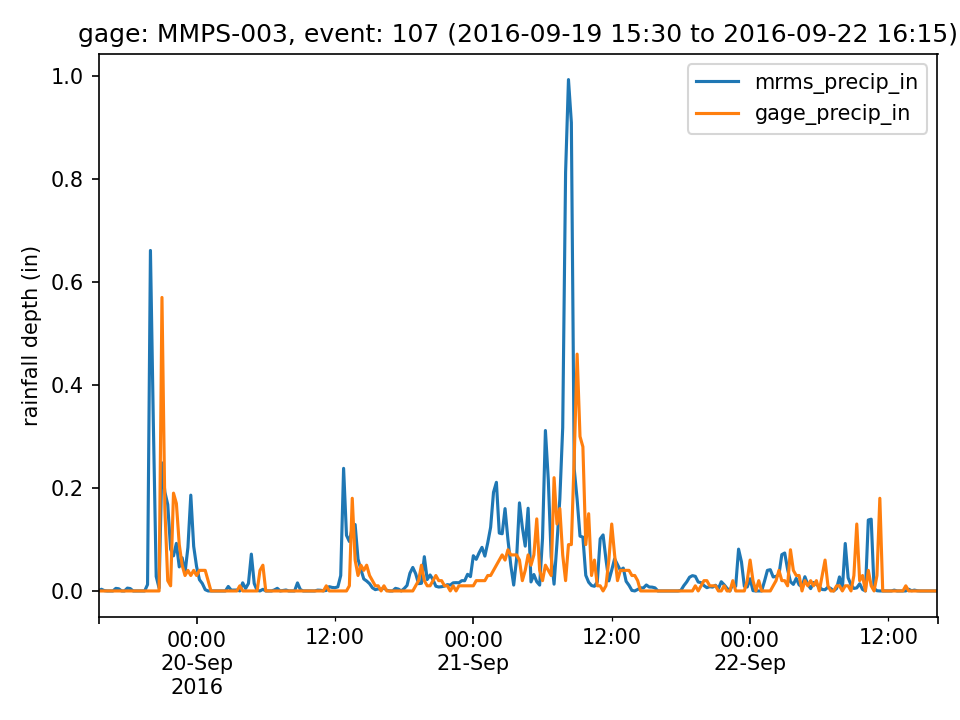 gage: MMPS-003, event: 107 (2016-09-19 15:30 to 2016-09-22 16:15)
mrms_precip_in
gage_precip_in
rainfall depth (in)
1.0
0.8
0.6
0.4
0.2
0.0
00:00 12:00 00:00 12:00 00:00 12:00
20-Sep 21-Sep 22-Sep
2016